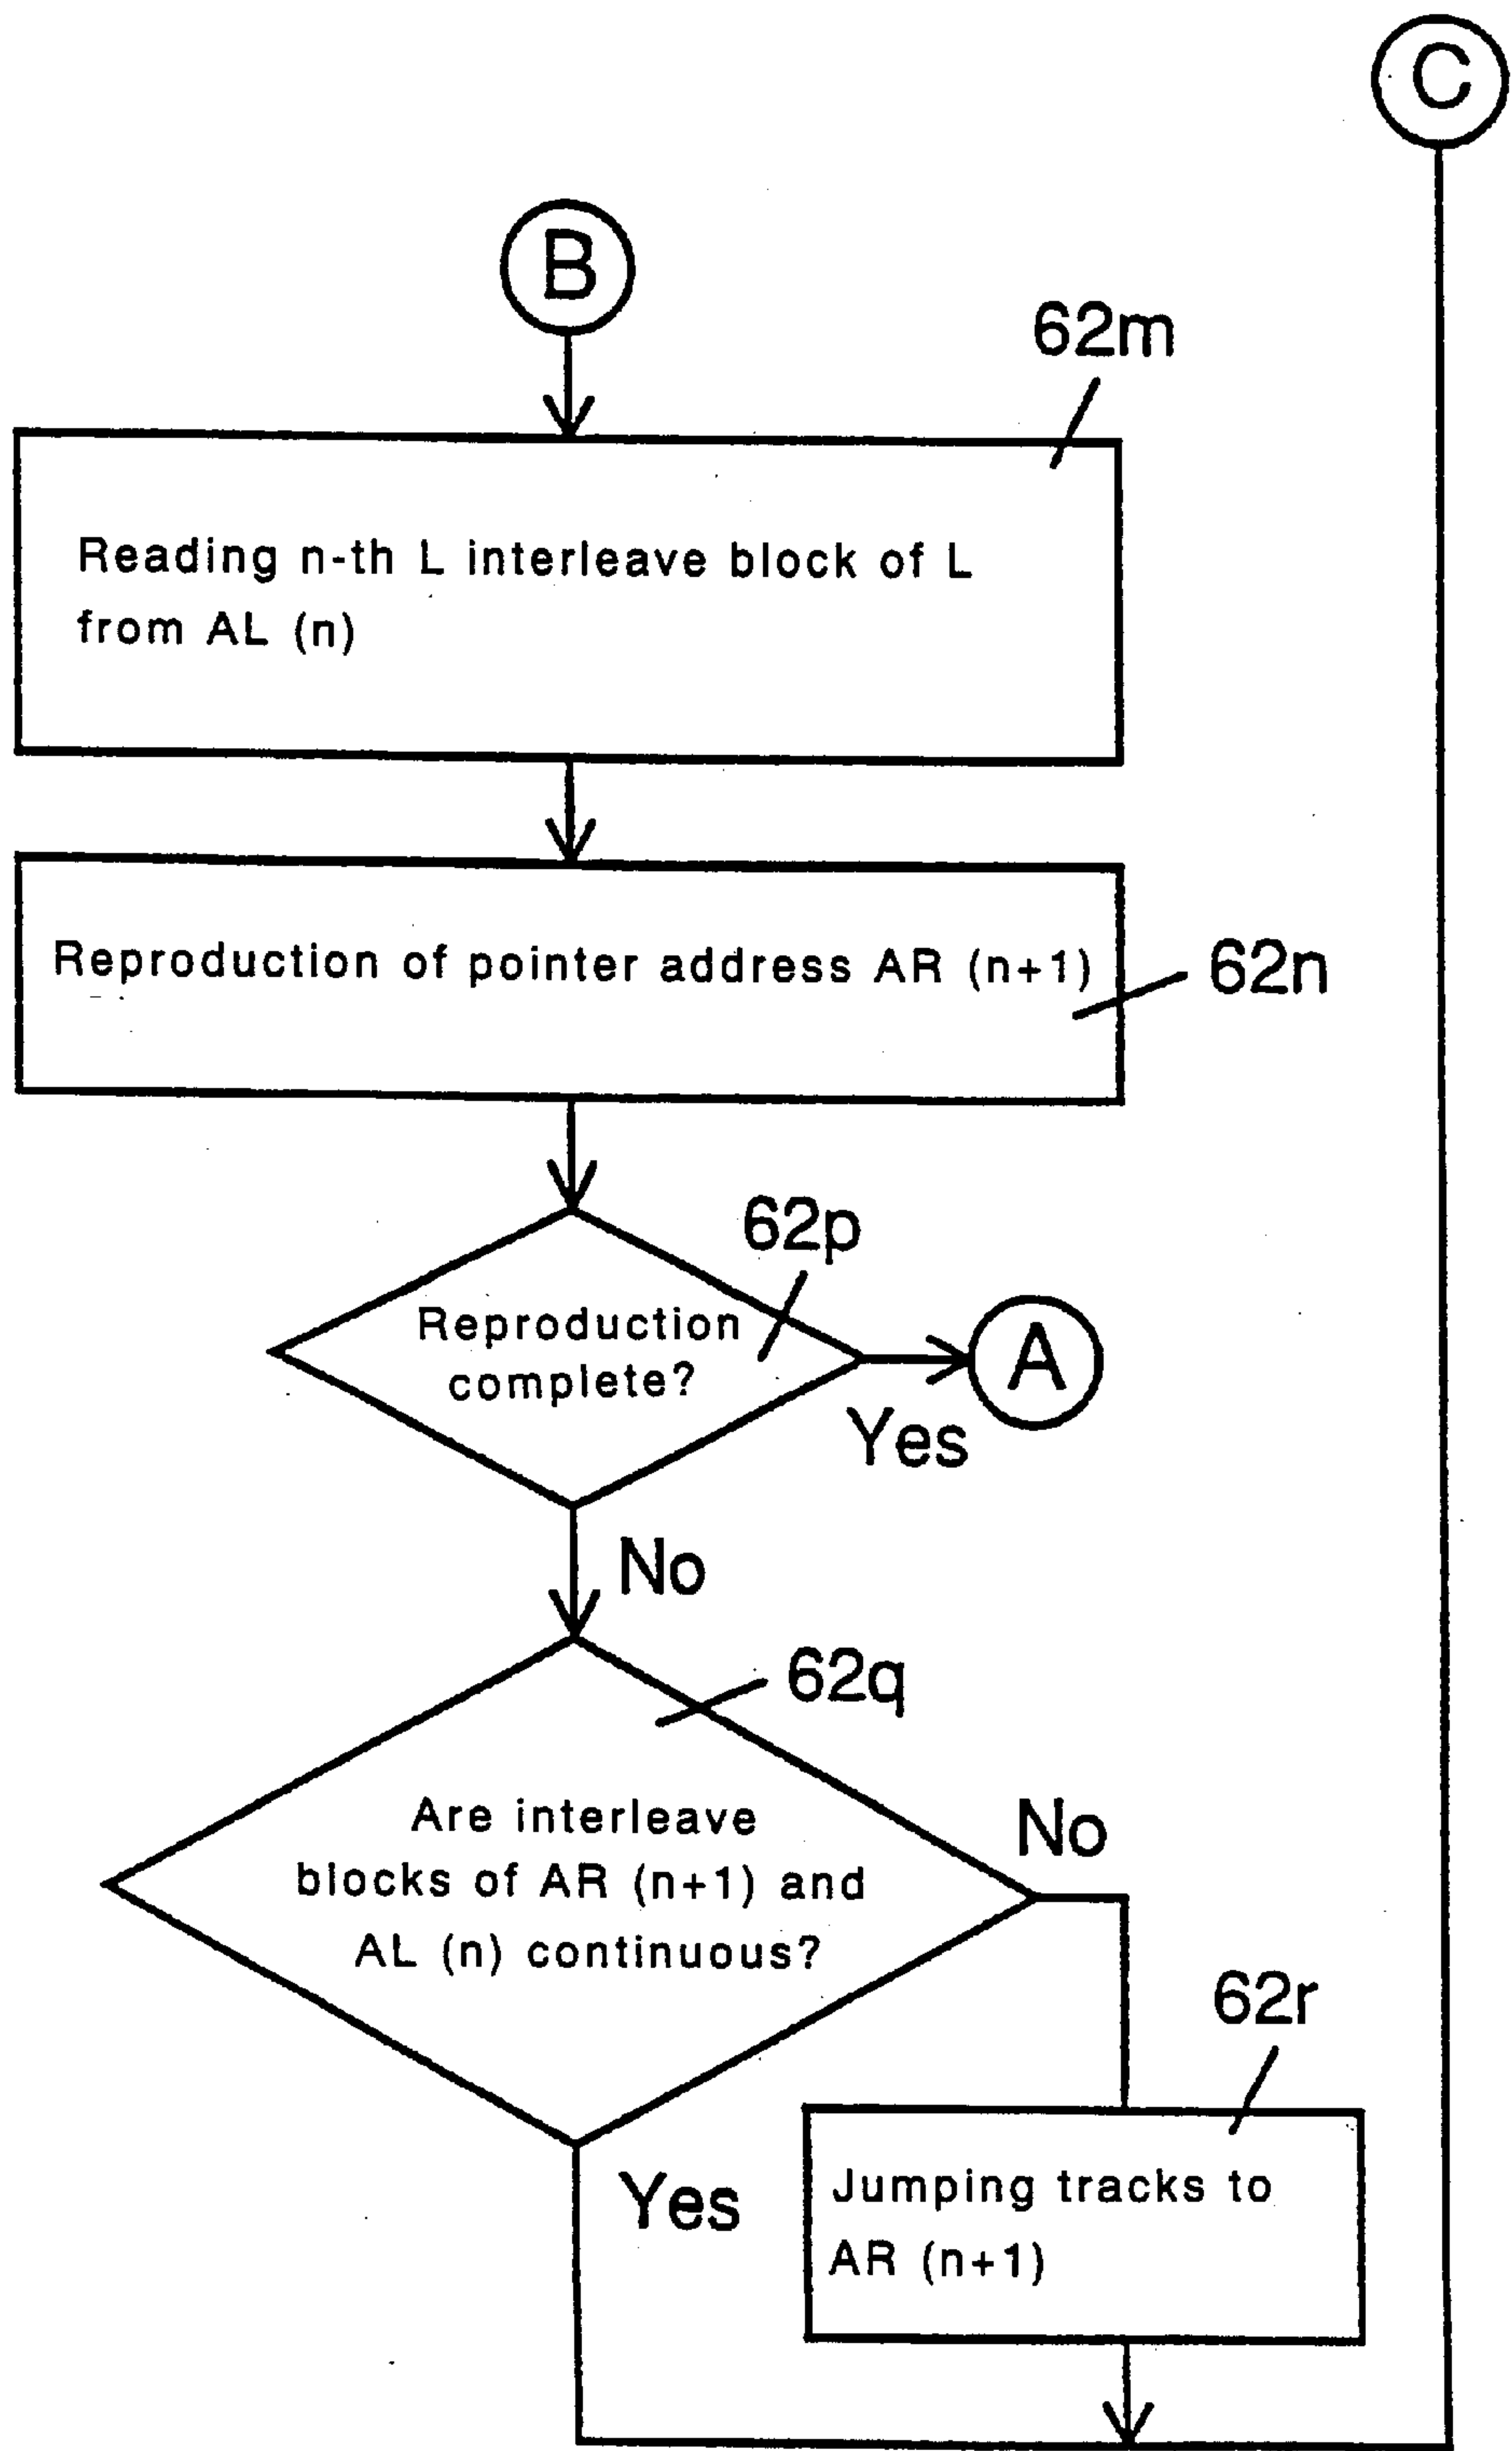 C
B
62m
Reading n-th L interleave block of L
from AL (n)
Reproduction of pointer address AR (n+1)
62n
62p
Reproduction
complete?
A
Yes
No
62q
Are interleave
blocks of AR (n+1) and
AL (n) continuous?
No
62r
Yes
Jumping tracks to
AR (n+1)